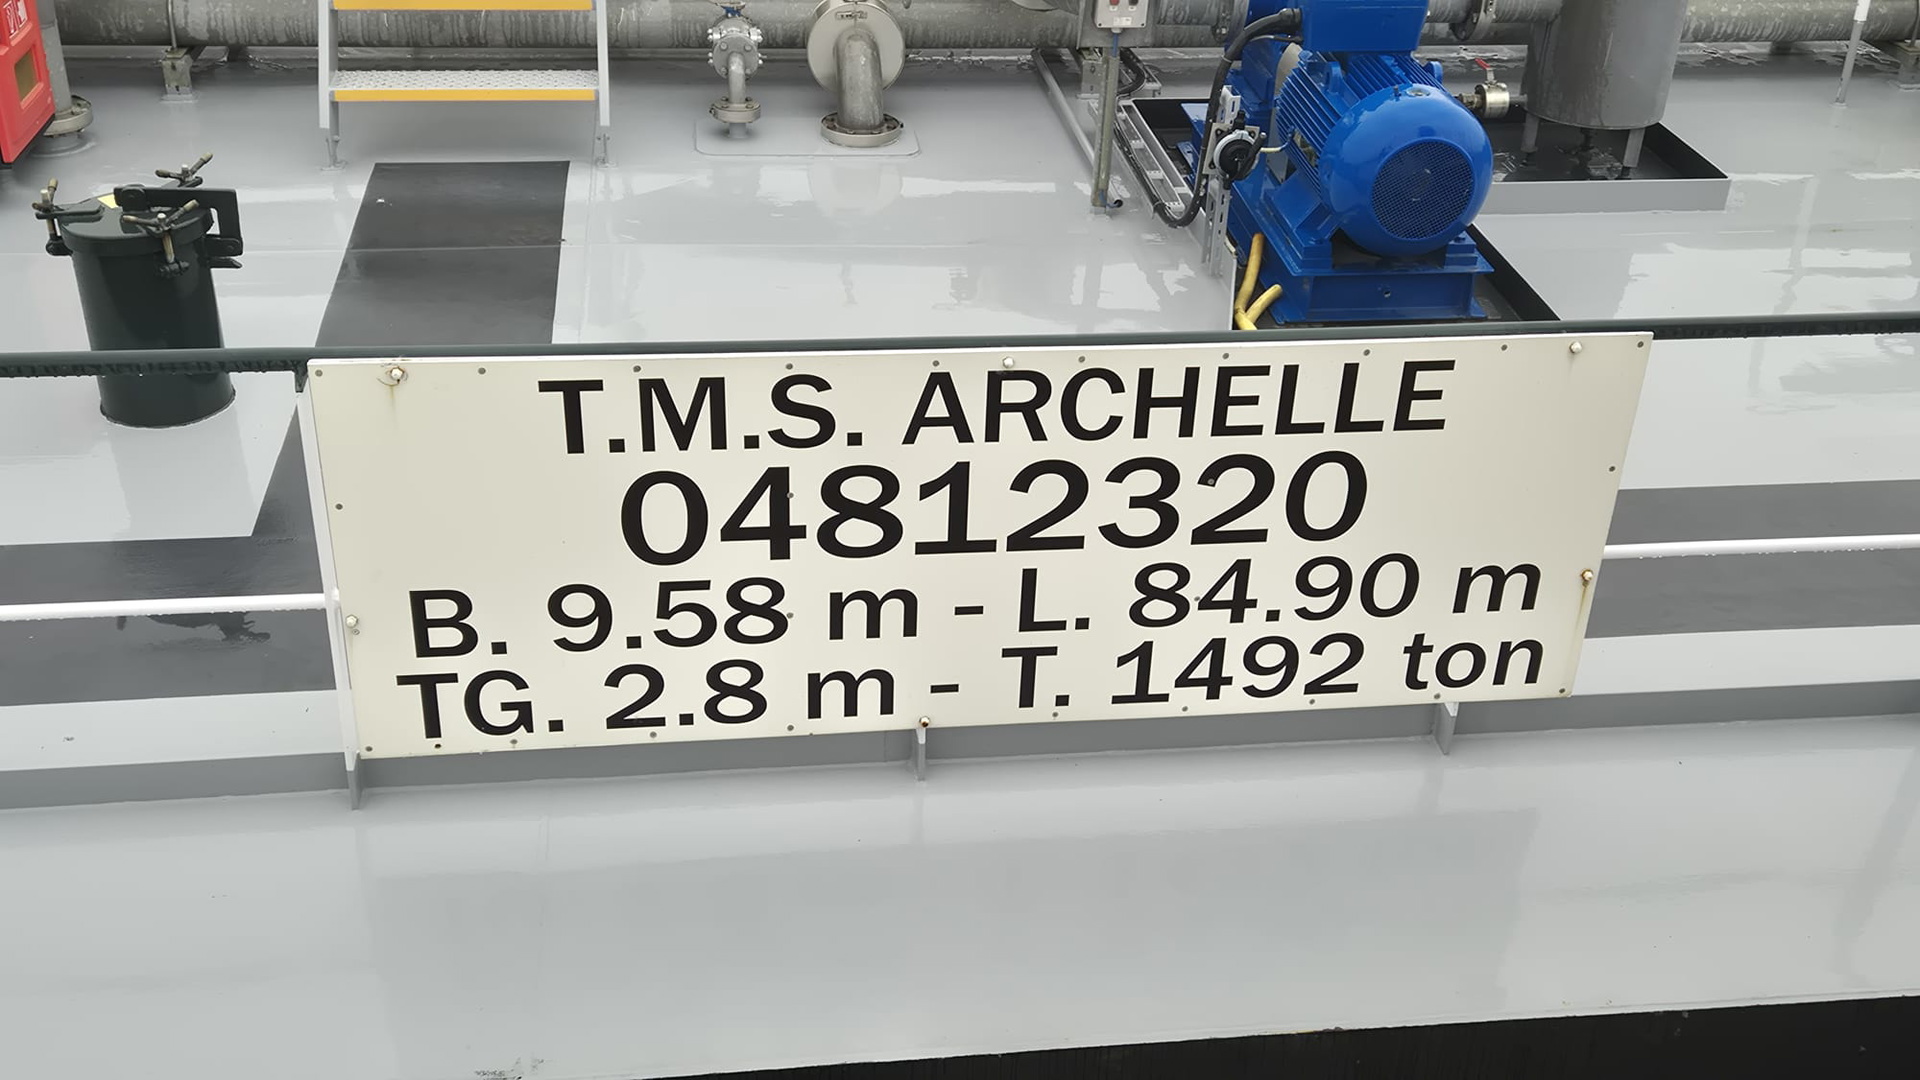 T.M.S. ARCHELLE
04812320
B. 9.58 m - L. 84.90 m
TG. 2.8 m - T. 1492 ton